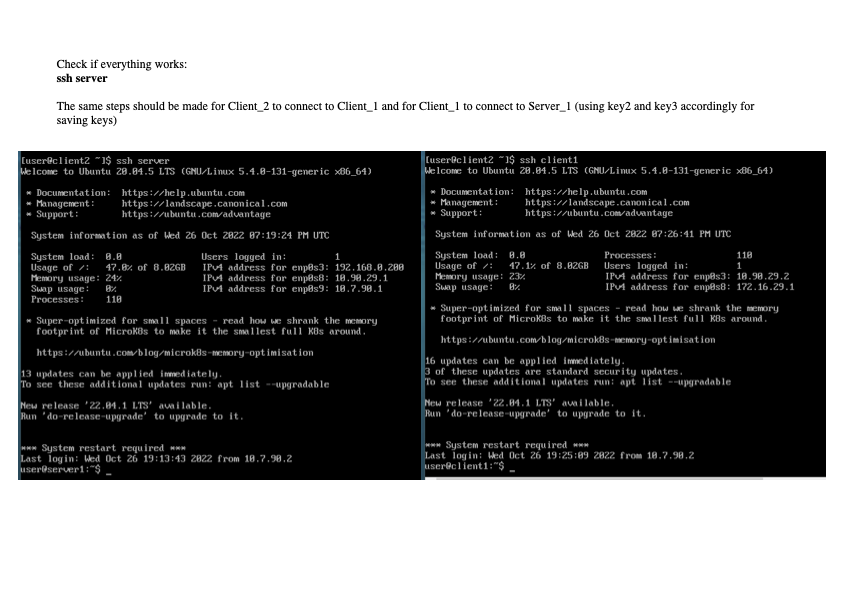 Check if everything works:
ssh server
The same steps should be made for Client_2 to connect to Client_1 and for Client_1 to connect to Server_1 (using key2 and key3 accordingly for
saving keys)
[user@client2 ~]$ ssh server
Welcome to Ubuntu 20.04.5 LTS (GNU/Linux 5.4.0-131-generic x86_64)
* Documentation: https://help.ubuntu.com
* Management: https://landscape.canonical.com
* Support: https://ubuntu.com/advantage
System information as of Wed 26 Oct 2022 07:19:24 PM UTC
System load: 0.0 Users logged in: 1
Usage of /: 47.0% of 8.02GB IPv4 address for enp0s3: 192.168.0.200
Memory usage: 24% IPv4 address for enp0s8: 10.90.29.1
Swap usage: 0% IPv4 address for enp0s9: 10.7.90.1
Processes: 110
* Super-optimized for small spaces - read how we shrank the memory
footprint of MicroK8s to make it the smallest full K8s around.
https://ubuntu.com/blog/microk8s-memory-optimisation
13 updates can be applied immediately.
To see these additional updates run: apt list --upgradable
New release '22.04.1 LTS' available.
Run 'do-release-upgrade' to upgrade to it.
*** System restart required ***
Last login: Wed Oct 26 19:13:43 2022 from 10.7.90.2
user@server1:~$ _
[user@client2 ~]$ ssh client1
Welcome to Ubuntu 20.04.5 LTS (GNU/Linux 5.4.0-131-generic x86_64)
* Documentation: https://help.ubuntu.com
* Management: https://landscape.canonical.com
* Support: https://ubuntu.com/advantage
System information as of Wed 26 Oct 2022 07:26:41 PM UTC
System load: 0.0 Processes: 110
Usage of /: 47.1% of 8.02GB Users logged in: 1
Memory usage: 23% IPv4 address for enp0s3: 10.90.29.2
Swap usage: 0% IPv4 address for enp0s8: 172.16.29.1
* Super-optimized for small spaces - read how we shrank the memory
footprint of MicroK8s to make it the smallest full K8s around.
https://ubuntu.com/blog/microk8s-memory-optimisation
16 updates can be applied immediately.
3 of these updates are standard security updates.
To see these additional updates run: apt list --upgradable
New release '22.04.1 LTS' available.
Run 'do-release-upgrade' to upgrade to it.
*** System restart required ***
Last login: Wed Oct 26 19:25:09 2022 from 10.7.90.2
user@client1:~$ _